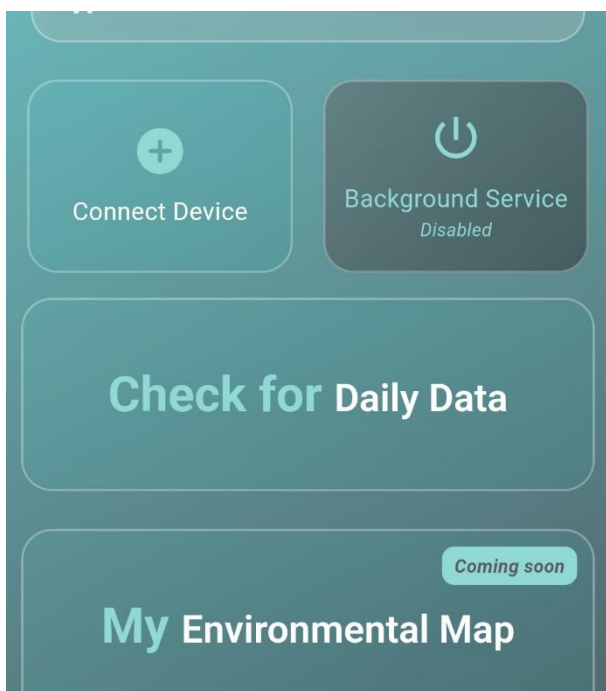 Connect Device
Background Service
Disabled
Check for Daily Data
Coming soon
My Environmental Map